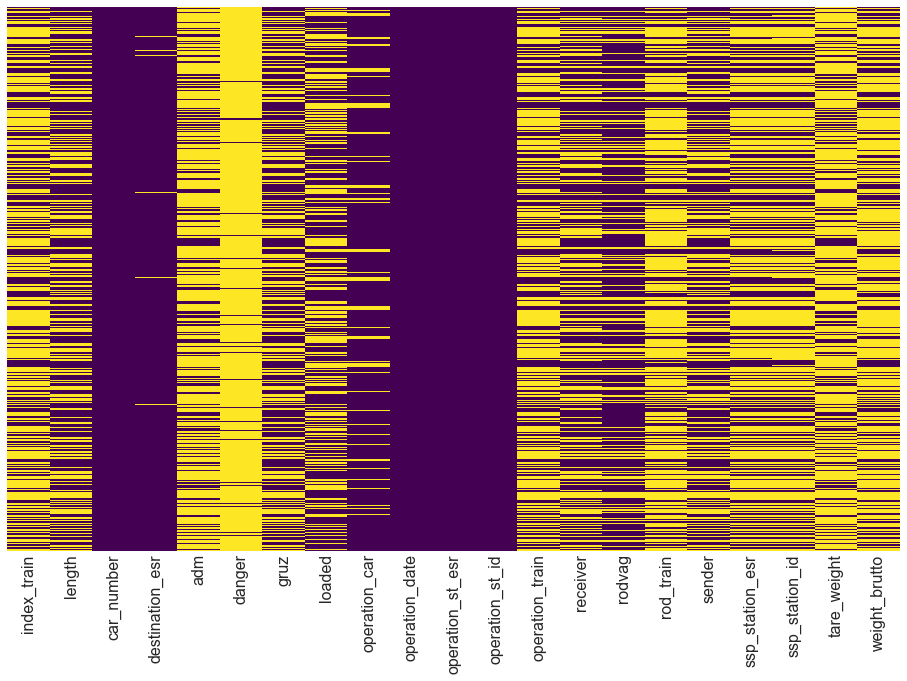 index_train
length
car_number
destination_esr
adm
danger
gruz
loaded
operation_car
operation_date
operation_st_esr
operation_st_id
operation_train
receiver
rodvag
rod_train
sender
ssp_station_esr
ssp_station_id
tare_weight
weight_brutto